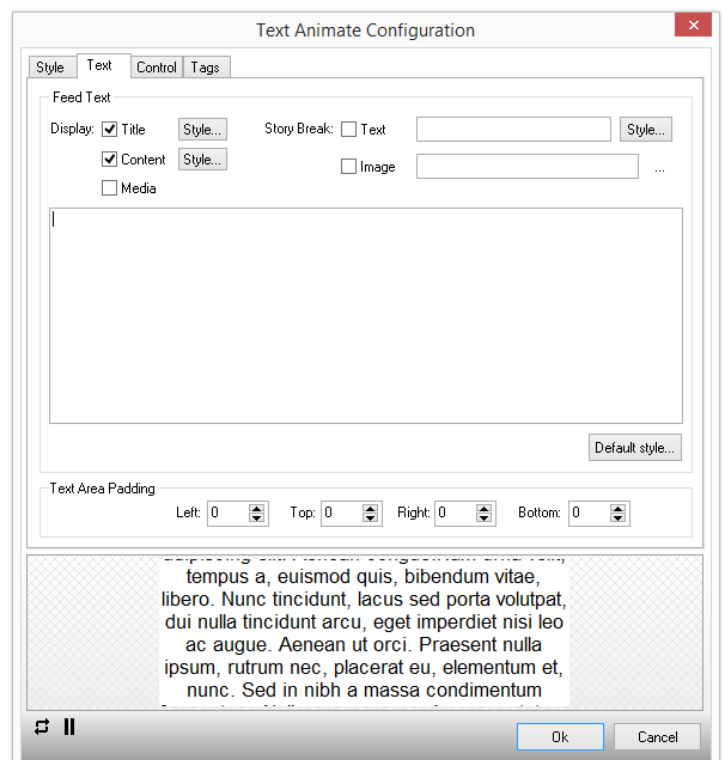 Text Animate Configuration
Style Text Control Tags
Feed Text
Display: Title Style... Story Break: Text Style...
Content Style... Image ...
Media
Default style...
Text Area Padding
Left: 0 Top: 0 Right: 0 Bottom: 0
tempus a, euismod quis, bibendum vitae,
libero. Nunc tincidunt, lacus sed porta volutpat,
dui nulla tincidunt arcu, eget imperdiet nisi leo
ac augue. Aenean ut orci. Praesent nulla
ipsum, rutrum nec, placerat eu, elementum et,
nunc. Sed in nibh a massa condimentum
Ok Cancel